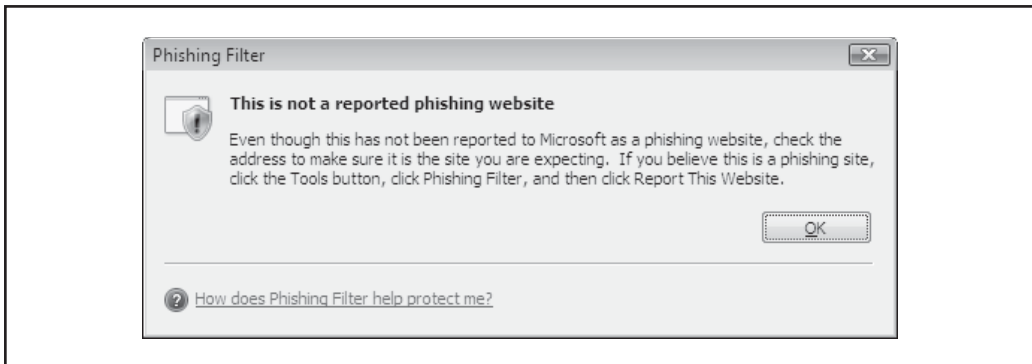 Phishing Filter
This is not a reported phishing website
Even though this has not been reported to Microsoft as a phishing website, check the
address to make sure it is the site you are expecting. If you believe this is a phishing site,
click the Tools button, click Phishing Filter, and then click Report This Website.
OK
How does Phishing Filter help protect me?